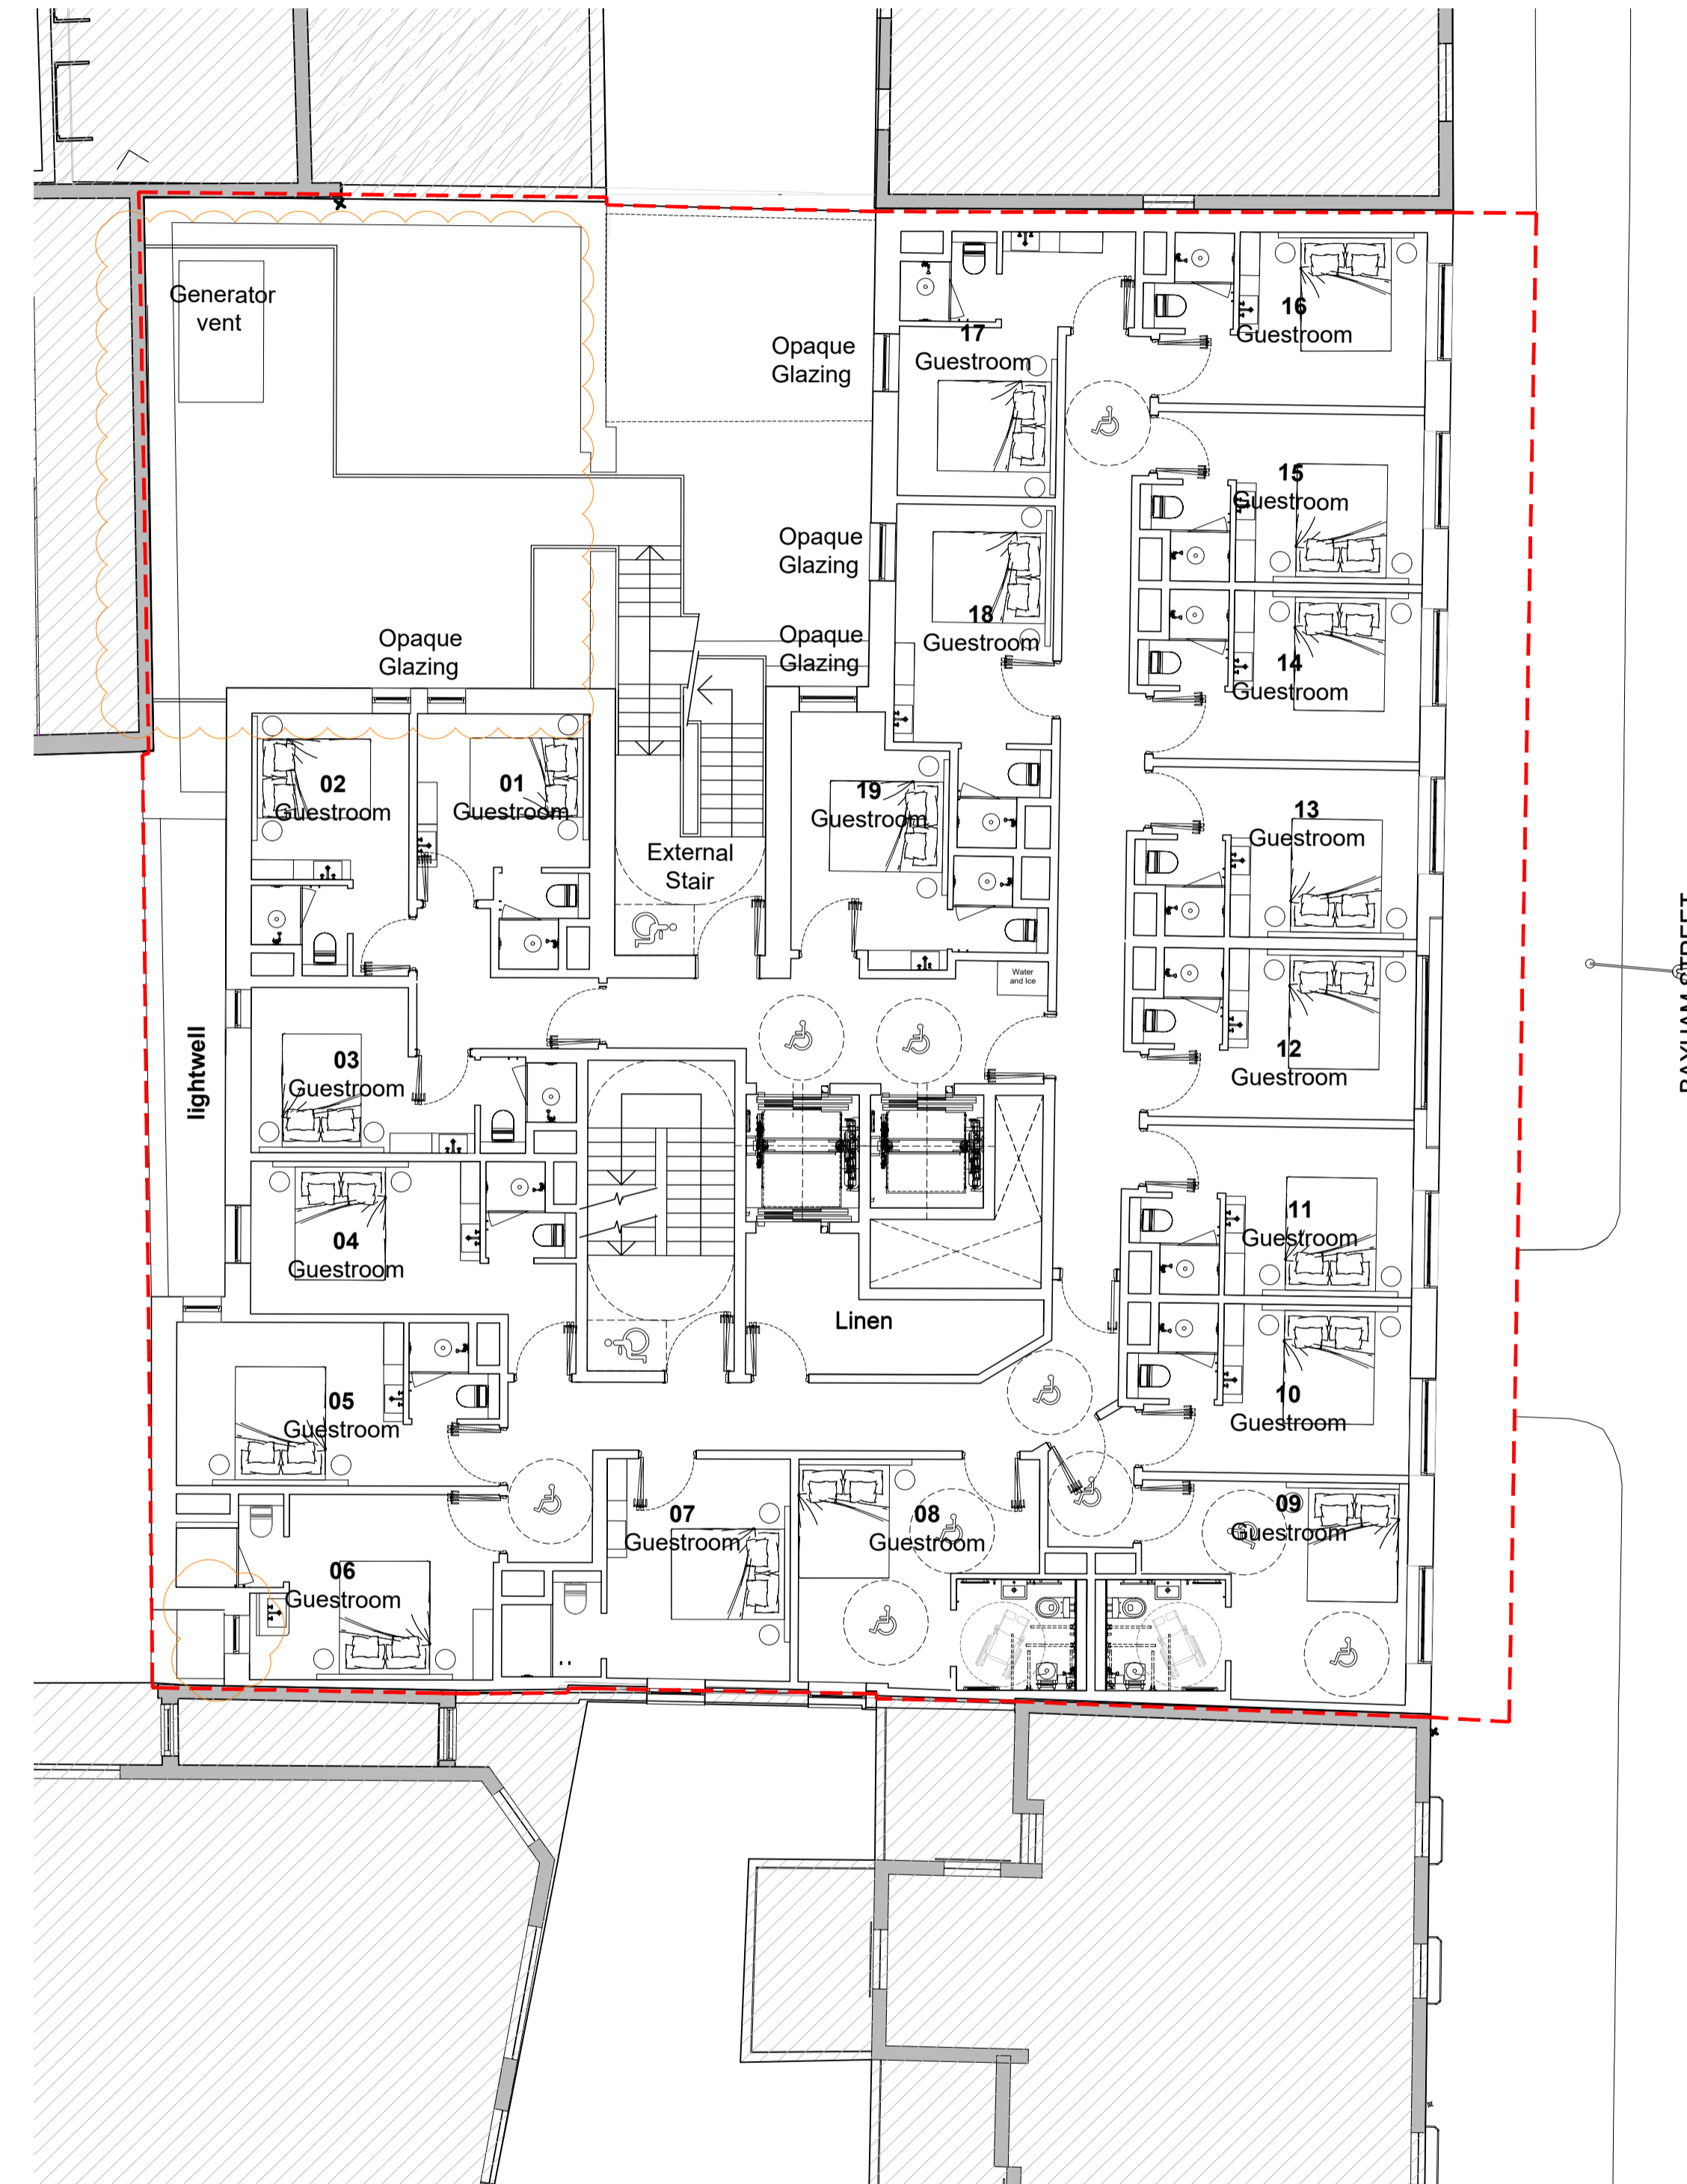 Generator
vent
Opaque
Glazing
17
Guestroom
16
Guestroom
15
Guestroom
Opaque
Glazing
18
Guestroom
Opaque
Glazing
Opaque
Glazing
14
Guestroom
02
Guestroom
01
Guestroom
19
Guestroom
13
Guestroom
External
Stair
Water
and Ice
lightwell
03
Guestroom
12
Guestroom
04
Guestroom
11
Guestroom
Linen
05
Guestroom
10
Guestroom
07
Guestroom
08
Guestroom
09
Guestroom
06
Guestroom